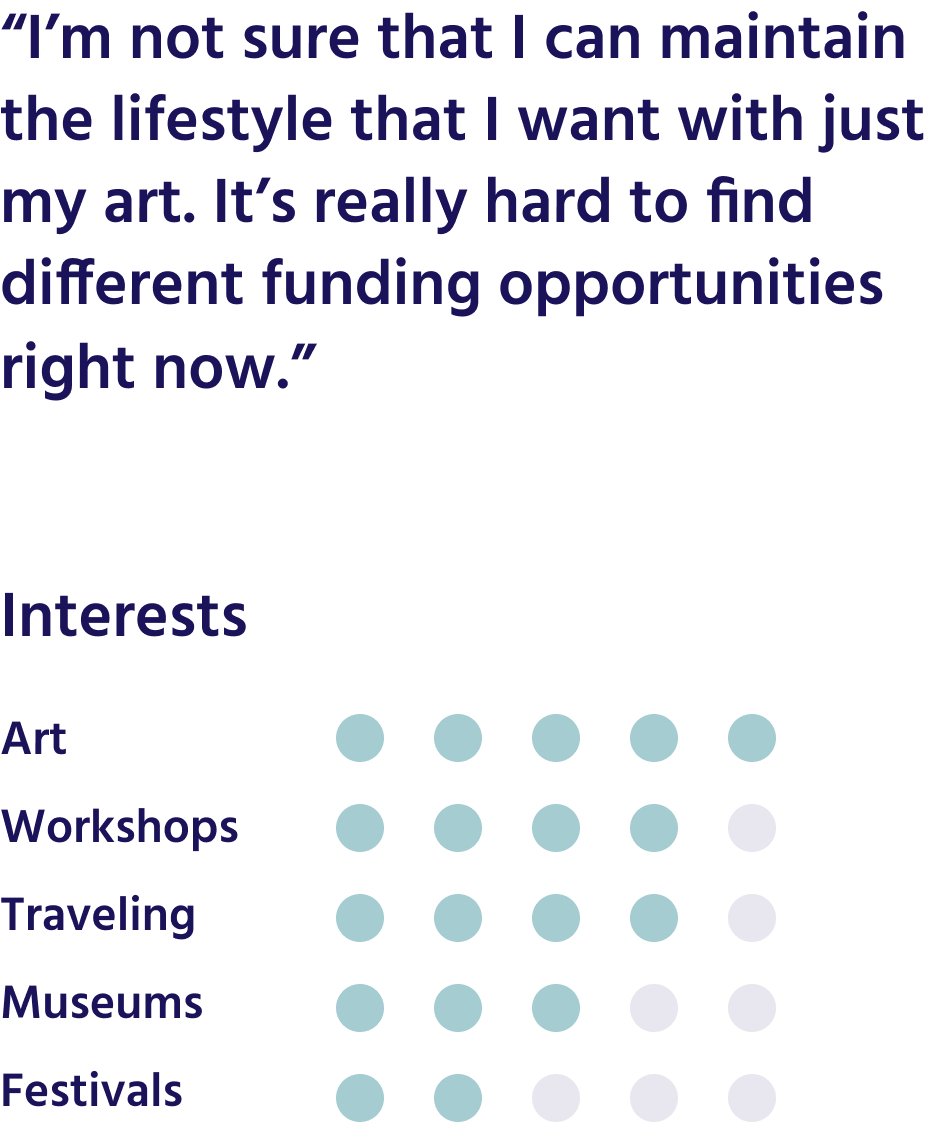 “I’m not sure that I can maintain
the lifestyle that I want with just
my art. It’s really hard to find
different funding opportunities
right now.”
Interests
Art
Workshops
Traveling
Museums
Festivals